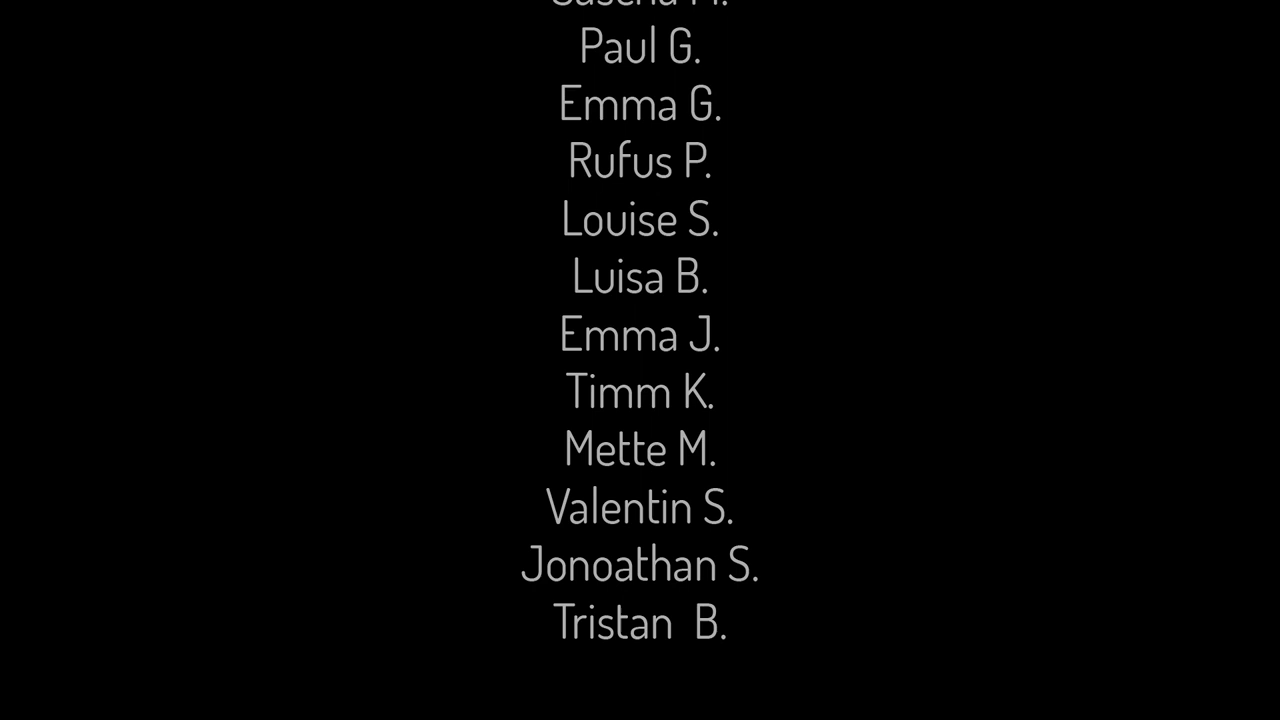 Paul G.
Emma G.
Rufus P.
Louise S.
Luisa B.
Emma J.
Timm K.
Mette M.
Valentin S.
Jonoathan S.
Tristan  B.